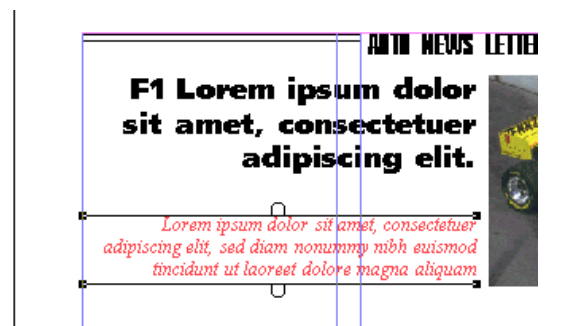 AUTO NEWS LETTER
F1 Lorem ipsum dolor
sit amet, consectetuer
adipiscing elit.
Lorem ipsum dolor sit amet, consectetuer
adipiscing elit, sed diam nonummy nibh euismod
tincidunt ut laoreet dolore magna aliquam